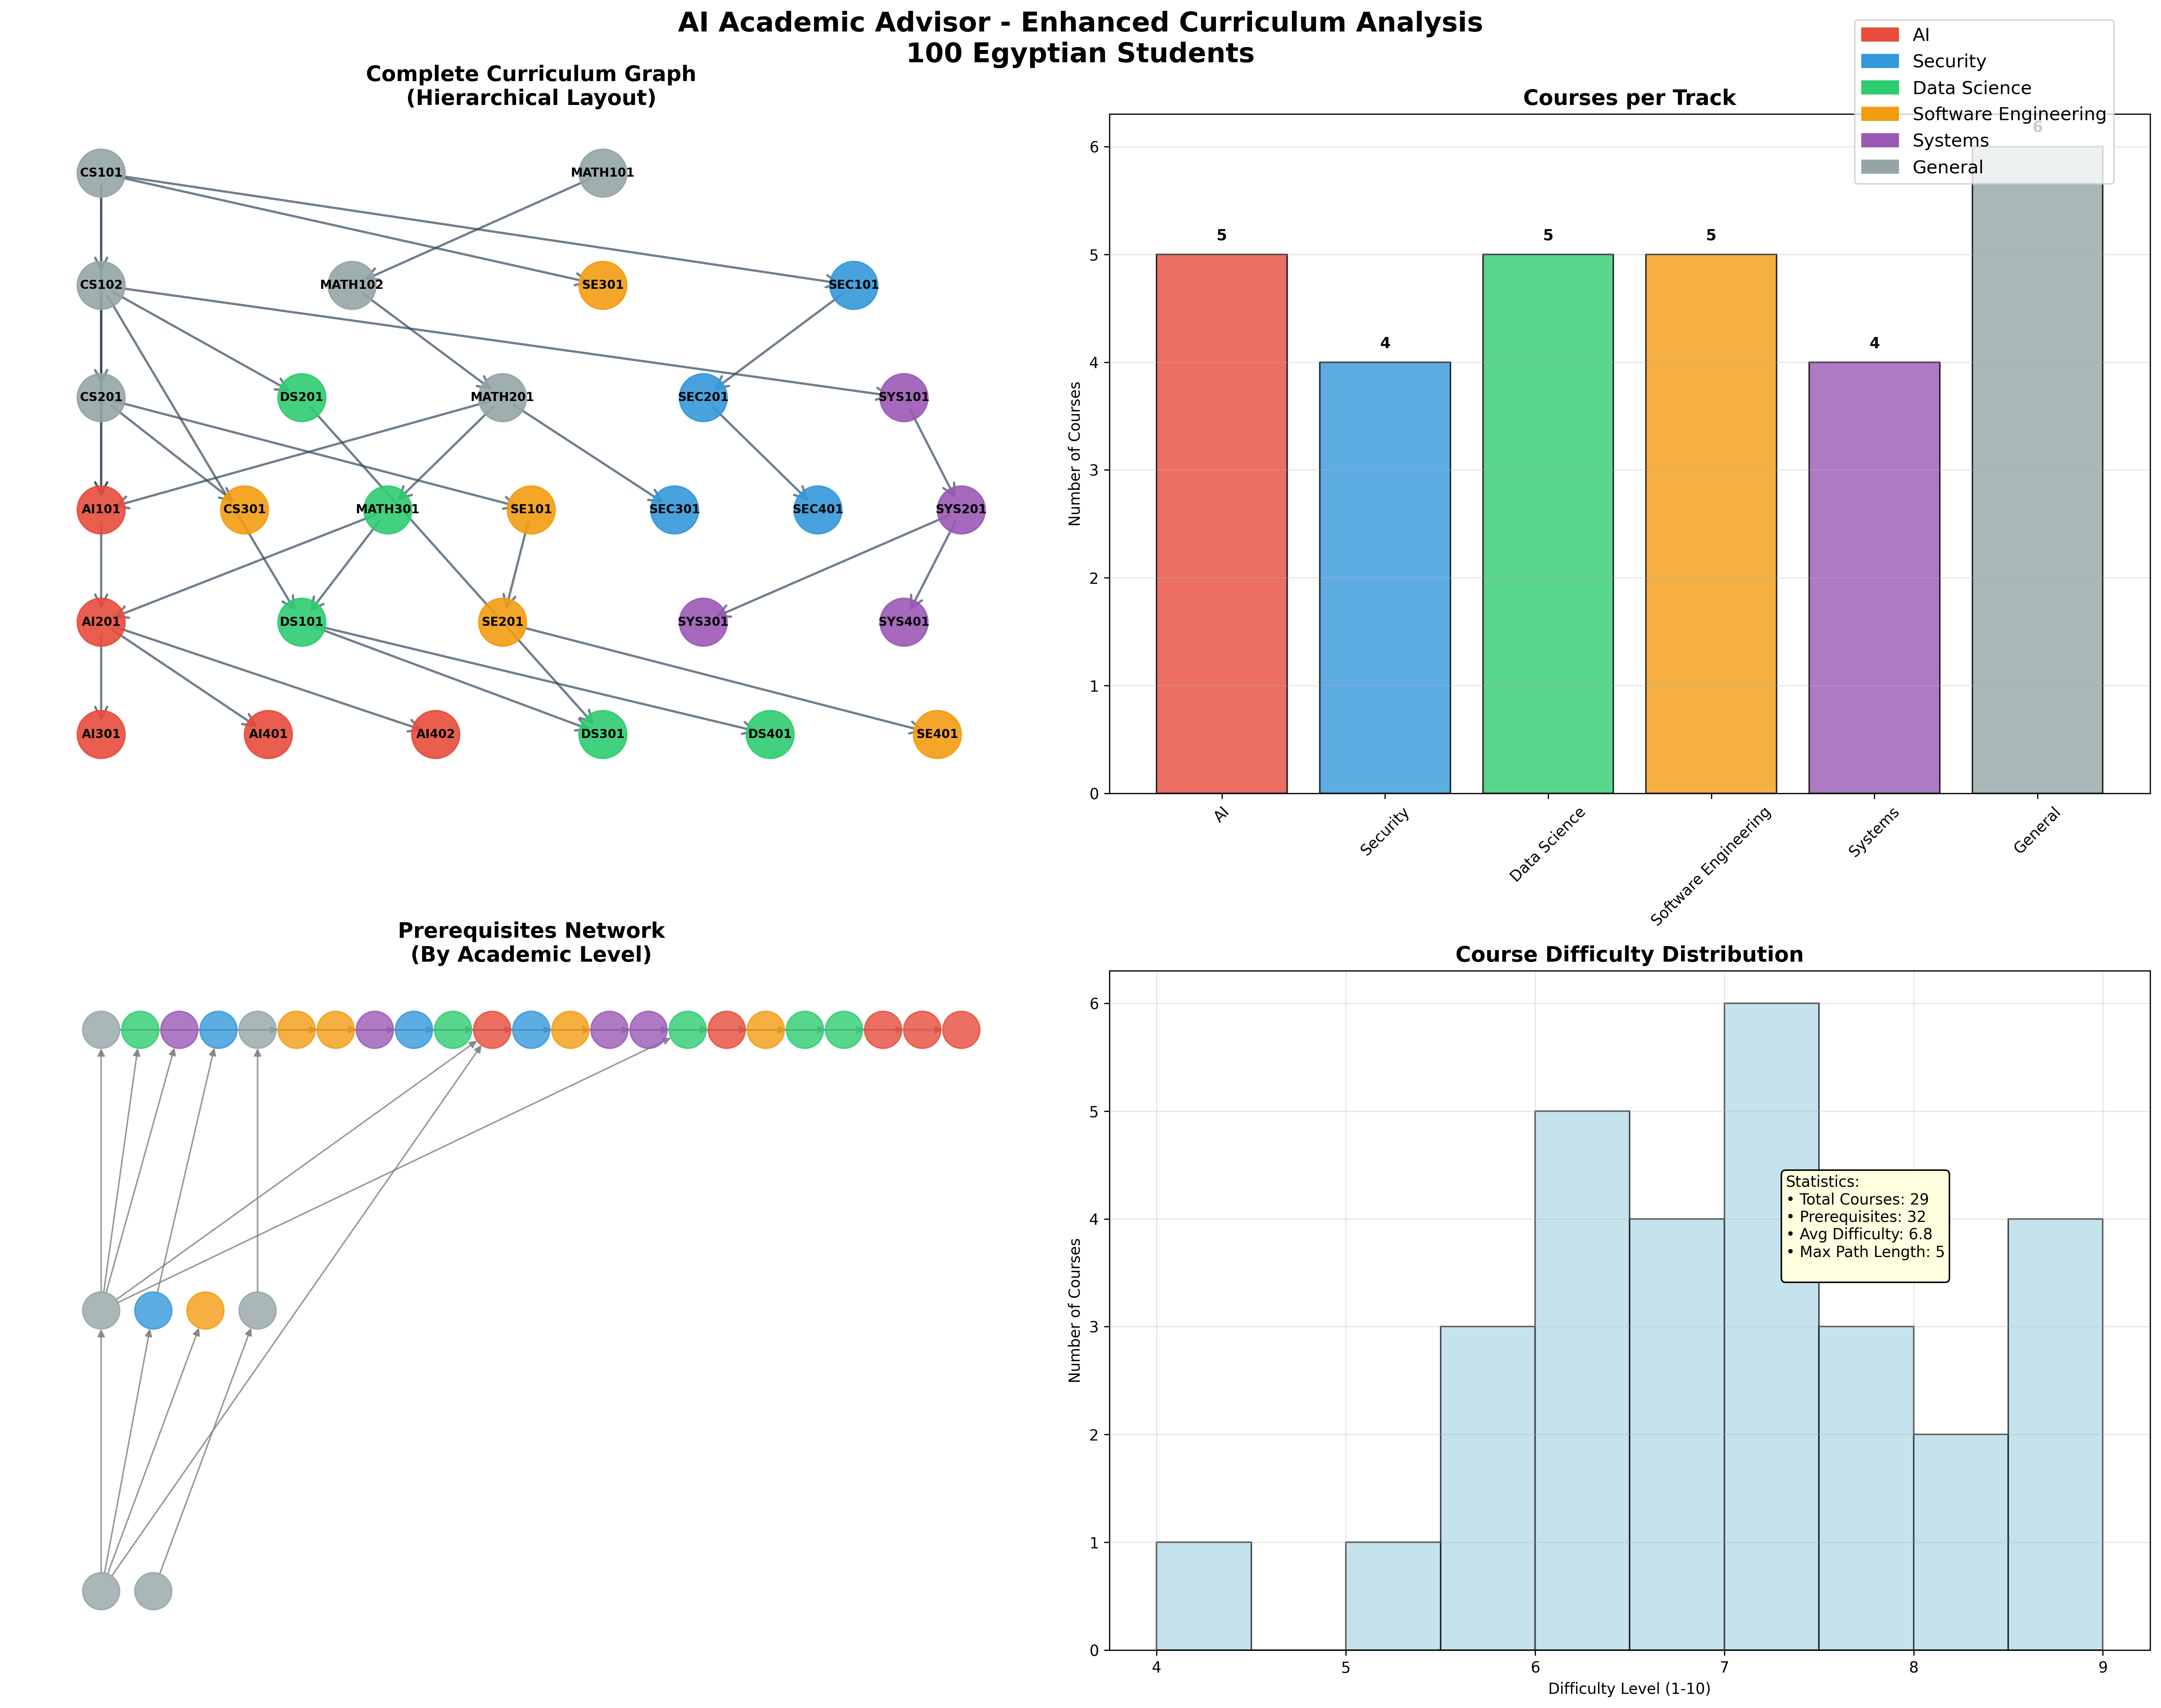 AI Academic Advisor - Enhanced Curriculum Analysis
100 Egyptian Students
Complete Curriculum Graph
(Hierarchical Layout)
CS101
MATH101
CS102
MATH102
SE301
SEC101
CS201
DS201
MATH201
SEC201
SYS101
AI101
CS301
MATH301
SE101
SEC301
SEC401
SYS201
AI201
DS101
SE201
SYS301
SYS401
AI301
AI401
AI402
DS301
DS401
SE401
Courses per Track
AI
Security
Data Science
Software Engineering
Systems
General
Number of Courses
6
5
4
3
2
1
0
5
4
5
5
4
6
AI
Security
Data Science
Software Engineering
Systems
General
Prerequisites Network
(By Academic Level)
Course Difficulty Distribution
Number of Courses
6
5
4
3
2
1
0
Statistics:
• Total Courses: 29
• Prerequisites: 32
• Avg Difficulty: 6.8
• Max Path Length: 5
4
5
6
7
8
9
Difficulty Level (1-10)